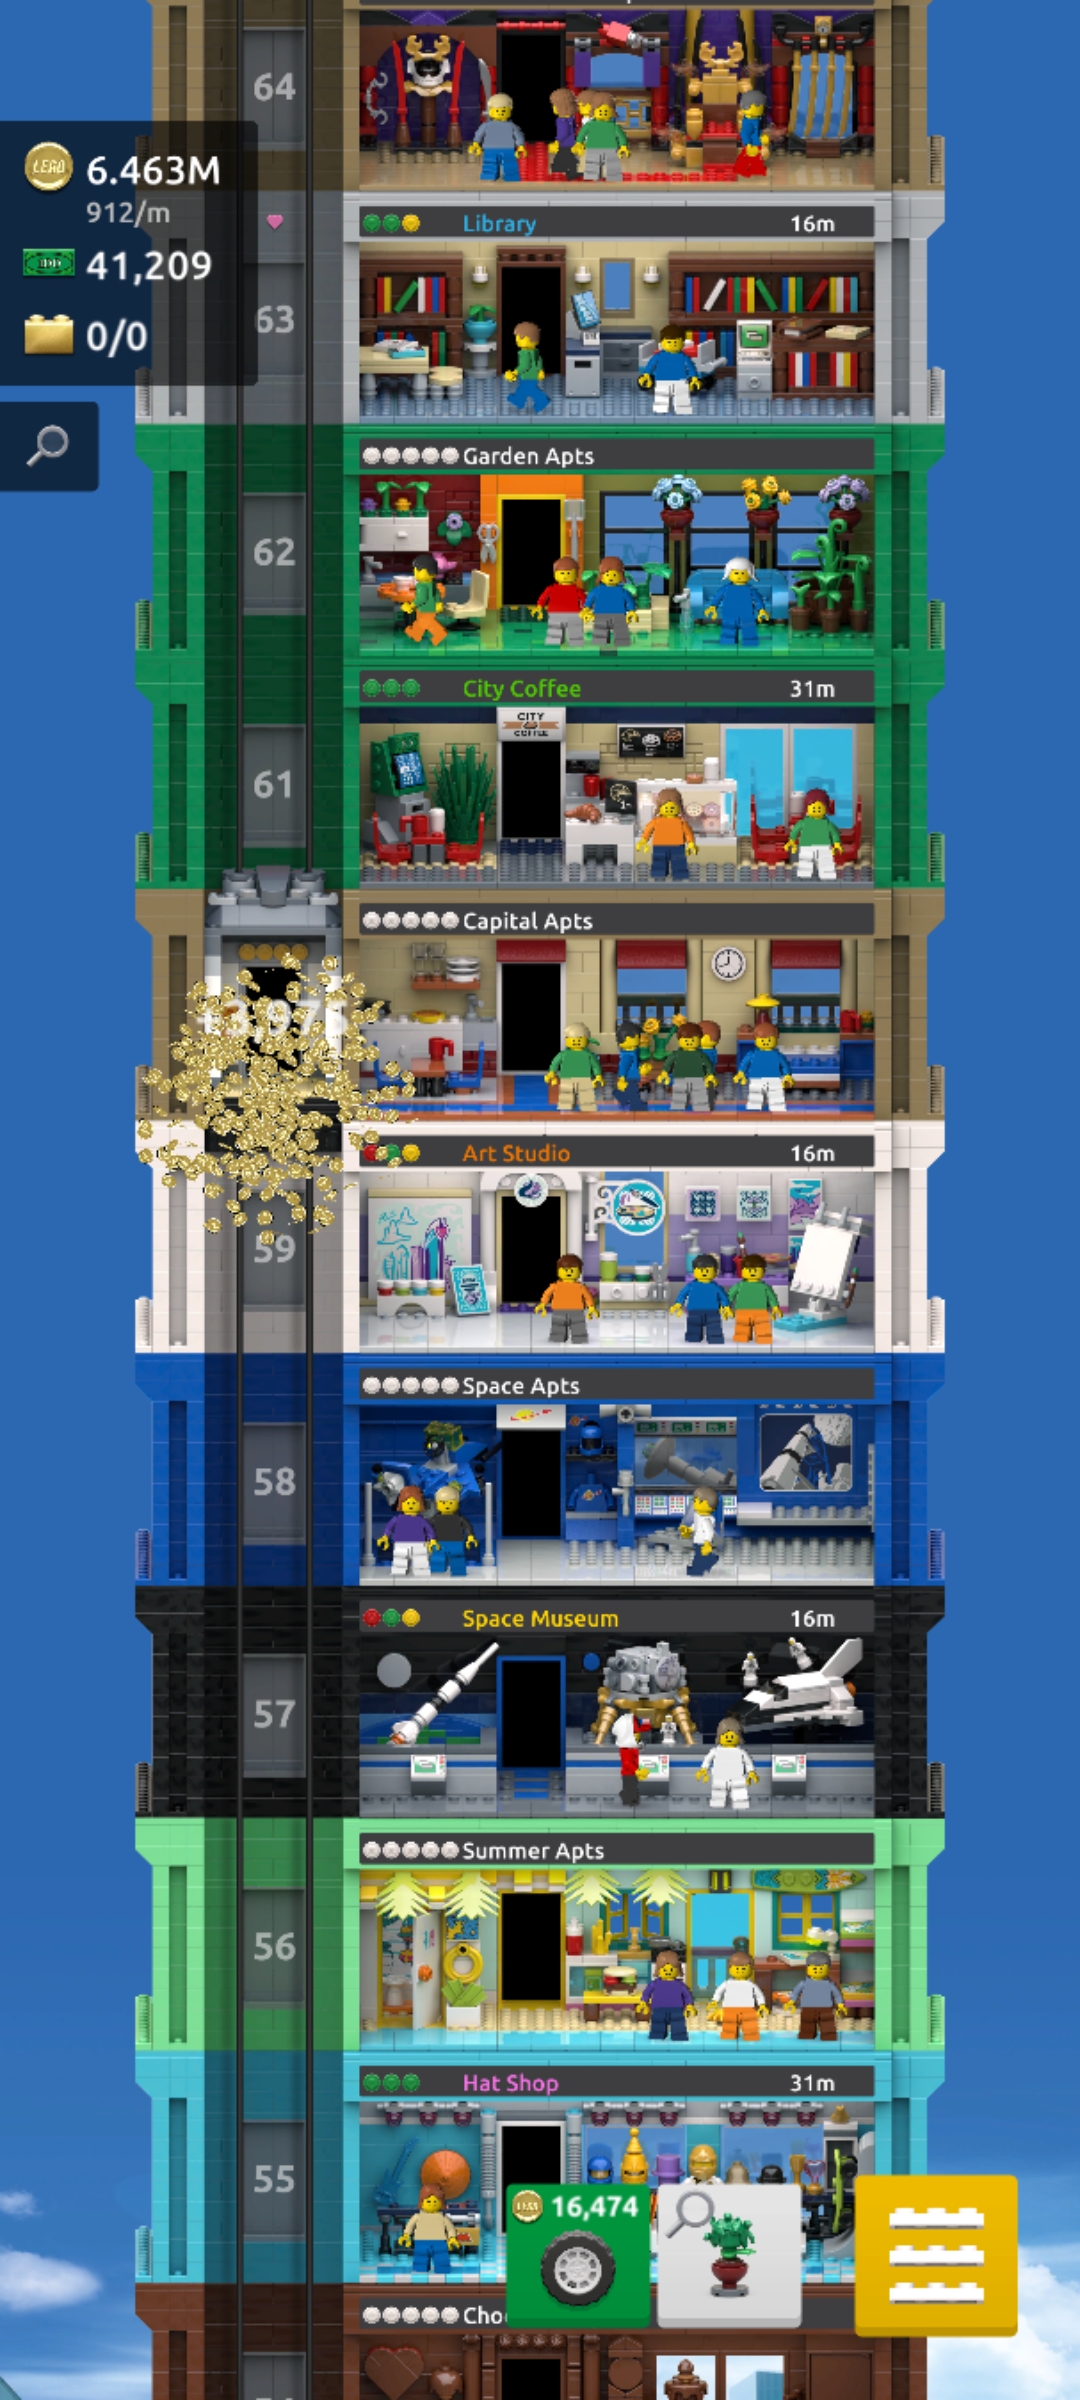 64
LEGO
6.463M
912/m
41,209
0/0
Library
16m
63
Garden Apts
62
City Coffee
31m
CITY
COFFEE
61
Capital Apts
Art Studio
16m
59
Space Apts
58
Space Museum
16m
57
Summer Apts
56
Hat Shop
31m
55
16,474
Cho